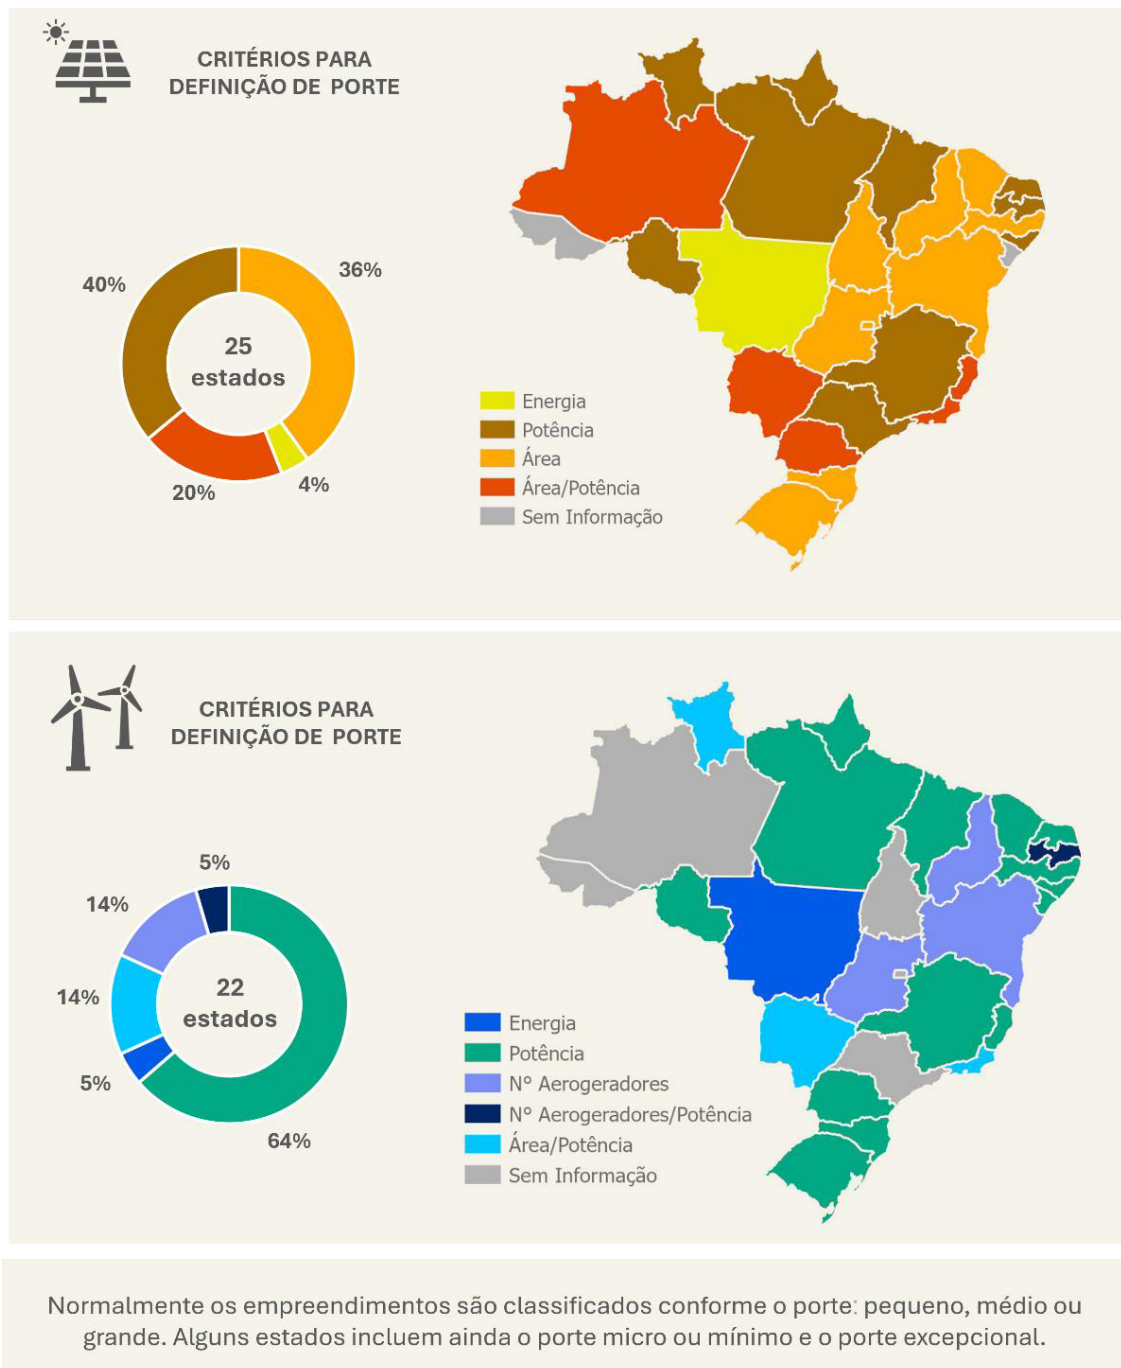 CRITÉRIOS PARA
DEFINIÇÃO DE PORTE
40%
36%
25
estados
20%
4%
Energia
Potência
Área
Área/Potência
Sem Informação
CRITÉRIOS PARA
DEFINIÇÃO DE PORTE
5%
14%
14%
22
estados
5%
64%
Energia
Potência
N° Aerogeradores
N° Aerogeradores/Potência
Área/Potência
Sem Informação
Normalmente os empreendimentos são classificados conforme o porte: pequeno, médio ou
grande. Alguns estados incluem ainda o porte micro ou mínimo e o porte excepcional.